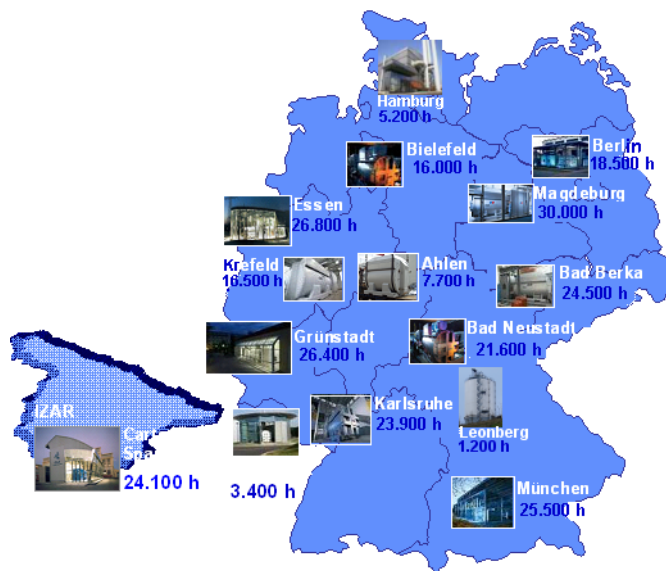 Hamburg
5.200 h
Bielefeld
16.000 h
Berlin
18.500 h
Magdeburg
30.000 h
Essen
26.800 h
Krefeld
16.500 h
Ahlen
7.700 h
Bad Berka
24.500 h
Grünstadt
26.400 h
Bad Neustadt
21.600 h
IZAR
24.100 h
3.400 h
Karlsruhe
23.900 h
Leonberg
1.200 h
München
25.500 h